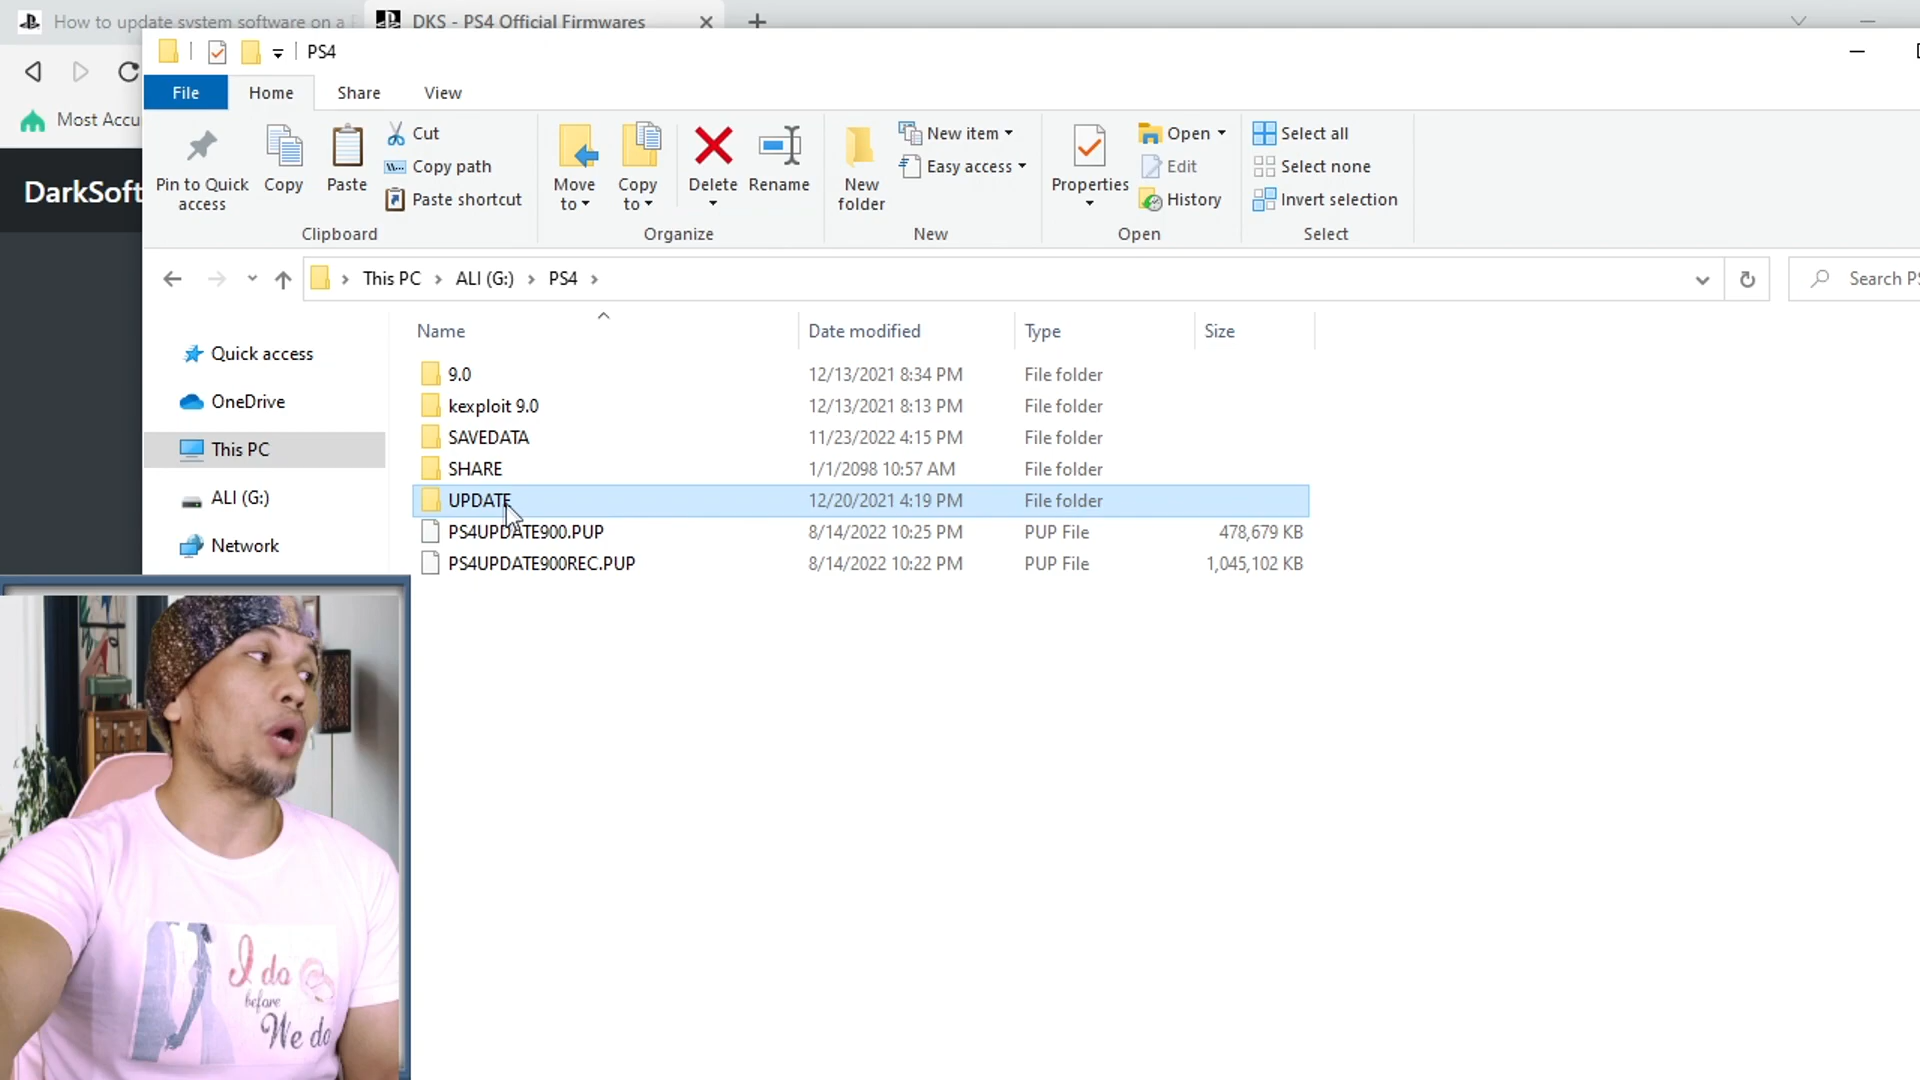 How to update system software on a P
DKS - PS4 Official Firmwares
PS4
File
Home
Share
View
Most Accu
DarkSoft
Pin to Quick access
Copy
Paste
Cut
Copy path
Paste shortcut
Clipboard
Move to
Copy to
Delete
Rename
Organize
New folder
New item
Easy access
New
Properties
Open
Edit
History
Open
Select all
Select none
Invert selection
Select
This PC
ALI (G:)
PS4
Search PS
Name
Date modified
Type
Size
Quick access
OneDrive
This PC
ALI (G:)
Network
9.0 12/13/2021 8:34 PM File folder
kexploit 9.0 12/13/2021 8:13 PM File folder
SAVEDATA 11/23/2022 4:15 PM File folder
SHARE 1/1/2098 10:57 AM File folder
UPDATE 12/20/2021 4:19 PM File folder
PS4UPDATE900.PUP 8/14/2022 10:25 PM PUP File 478,679 KB
PS4UPDATE900REC.PUP 8/14/2022 10:22 PM PUP File 1,045,102 KB
I do
before
We do